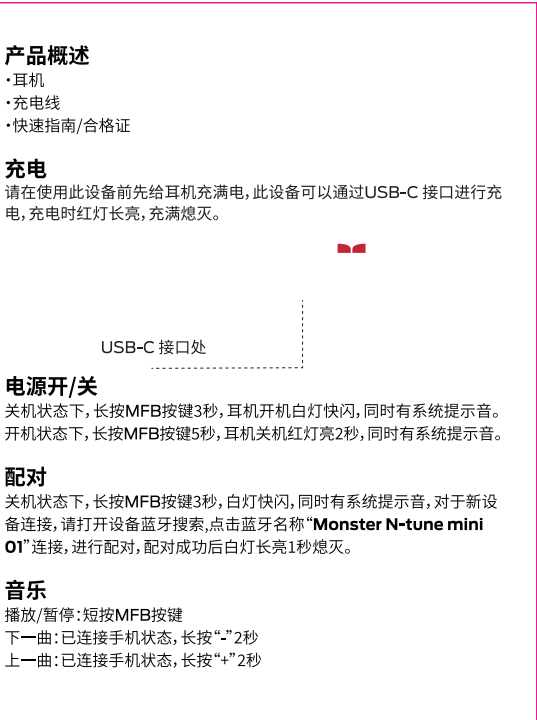 产品概述
·耳机
·充电线
·快速指南/合格证
充电
请在使用此设备前先给耳机充满电,此设备可以通过USB-C 接口进行充
电,充电时红灯长亮,充满熄灭。
USB-C 接口处
电源开/关
关机状态下,长按MFB按键3秒,耳机开机白灯快闪,同时有系统提示音。
开机状态下,长按MFB按键5秒,耳机关机红灯亮2秒,同时有系统提示音。
配对
关机状态下,长按MFB按键3秒,白灯快闪,同时有系统提示音,对于新设
备连接,请打开设备蓝牙搜索,点击蓝牙名称“Monster N-tune mini
01”连接,进行配对,配对成功后白灯长亮1秒熄灭。
音乐
播放/暂停:短按MFB按键
下一曲:已连接手机状态,长按“-”2秒
上一曲:已连接手机状态,长按“+”2秒